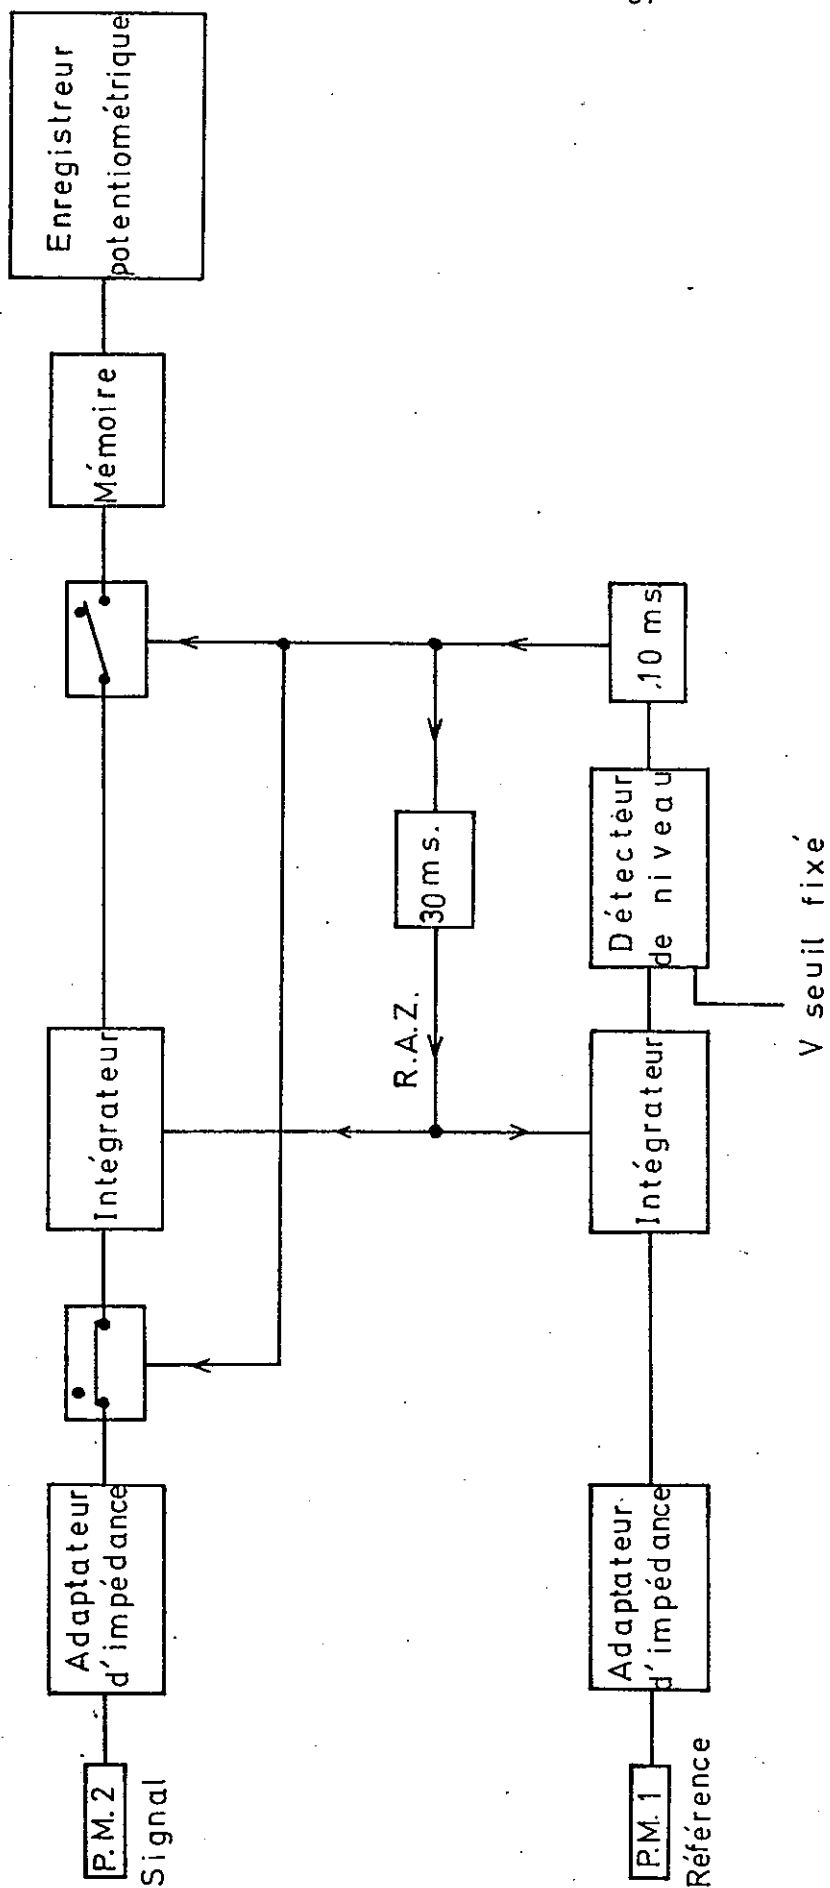 P.M. 2
Signal
Adaptateur
d'impédance
Intégrateur
Mémoire
Enregistreur
potentiométrique
R.A.Z.
30 ms.
P.M. 1
Référence
Adaptateur
d'impédance
Intégrateur
Détecteur
de niveau
10 ms.
V seuil fixé